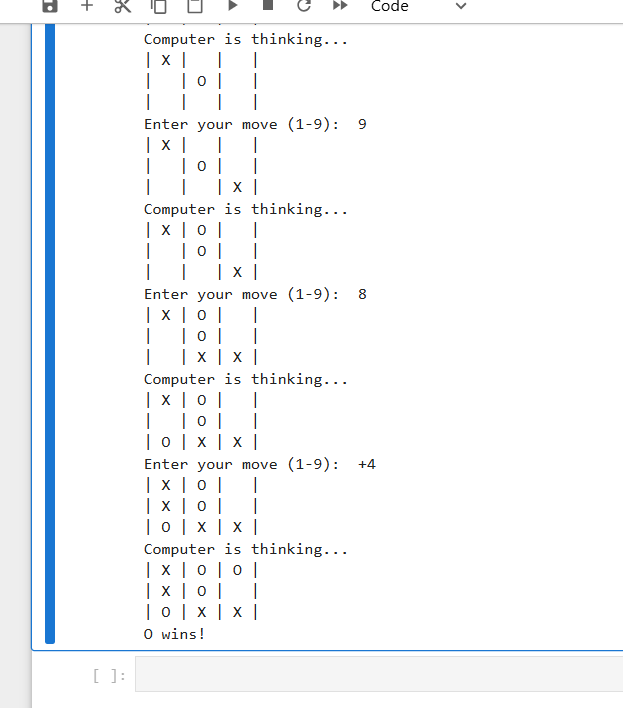 Code
Computer is thinking...
| X |   |   |
|   | O |   |
|   |   |   |
Enter your move (1-9):  9
| X |   |   |
|   | O |   |
|   |   | X |
Computer is thinking...
| X | O |   |
|   | O |   |
|   |   | X |
Enter your move (1-9):  8
| X | O |   |
|   | O |   |
|   | X | X |
Computer is thinking...
| X | O |   |
|   | O |   |
| O | X | X |
Enter your move (1-9):  +4
| X | O |   |
| X | O |   |
| O | X | X |
Computer is thinking...
| X | O | O |
| X | O |   |
| O | X | X |
O wins!
[ ]: